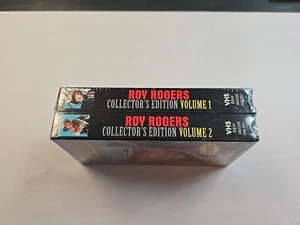 ROY ROGERS
COLLECTOR'S EDITION VOLUME 1
VHS
ROY ROGERS
COLLECTOR'S EDITION VOLUME 2
VHS